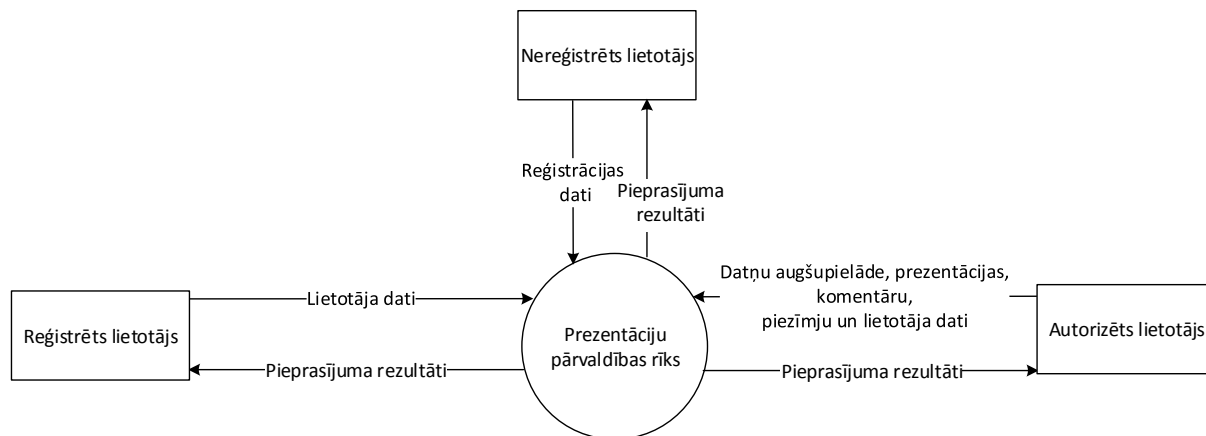 Nereģistrēts lietotājs
Reģistrācijas
dati
Pieprasījuma
rezultāti
Datņu augšupielāde, prezentācijas,
komentāru,
piezīmju un lietotāja dati
Lietotāja dati
Reģistrēts lietotājs
Prezentāciju
pārvaldības rīks
Autorizēts lietotājs
Pieprasījuma rezultāti
Pieprasījuma rezultāti